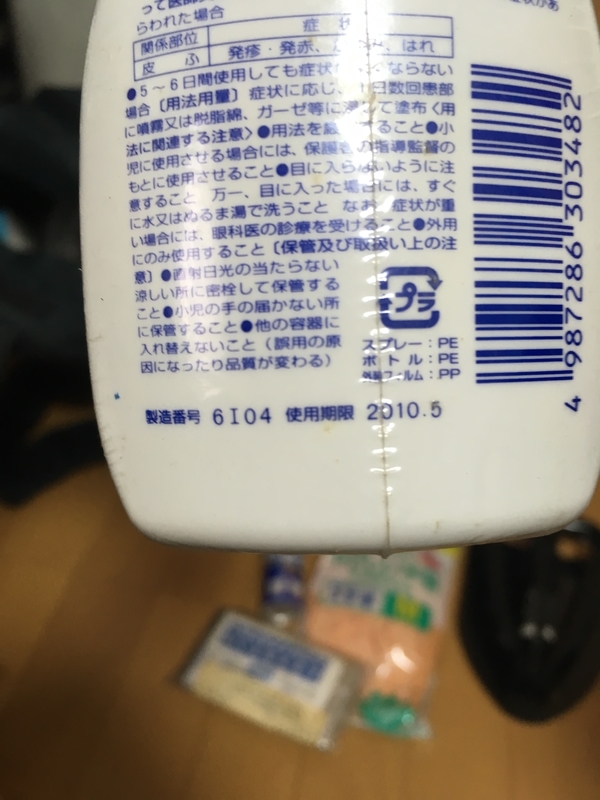 って医師
らわれた場合
関係部位 症 状
皮 ふ 発疹・発赤、 はれ
●5～6日間使用しても症状 ならない
場合〔用法用量〕症状に応じ、1日数回患部
に噴霧又は脱脂綿、ガーゼ等に て塗布〈用
法に関連する注意〉●用法を厳 ること●小
児に使用させる場合には、保護者の指導監督の
もとに使用させること●目に入らないように注
意すること 万一、目に入った場合には、すぐ
に水又はぬるま湯で洗うこと なお、症状が重
い場合には、眼科医の診療を受けること●外用
にのみ使用すること〔保管及び取扱い上の注
意〕●直射日光の当たらない
涼しい所に密栓して保管する
こと●小児の手の届かない所
に保管すること●他の容器に
入れ替えないこと（誤用の原
因になったり品質が変わる）
プラ
スプレー：PE
ボトル：PE
外装フィルム：PP
4 987286 303482
製造番号 6I04 使用期限 2010.5